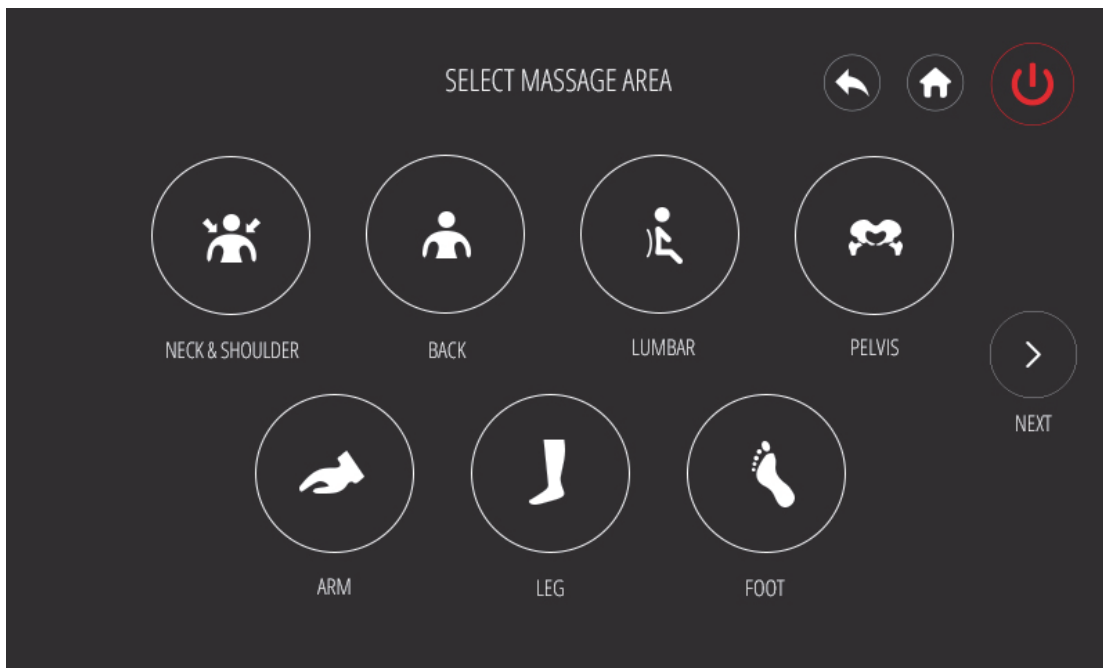 SELECT MASSAGE AREA
NECK & SHOULDER
BACK
LUMBAR
PELVIS
NEXT
ARM
LEG
FOOT